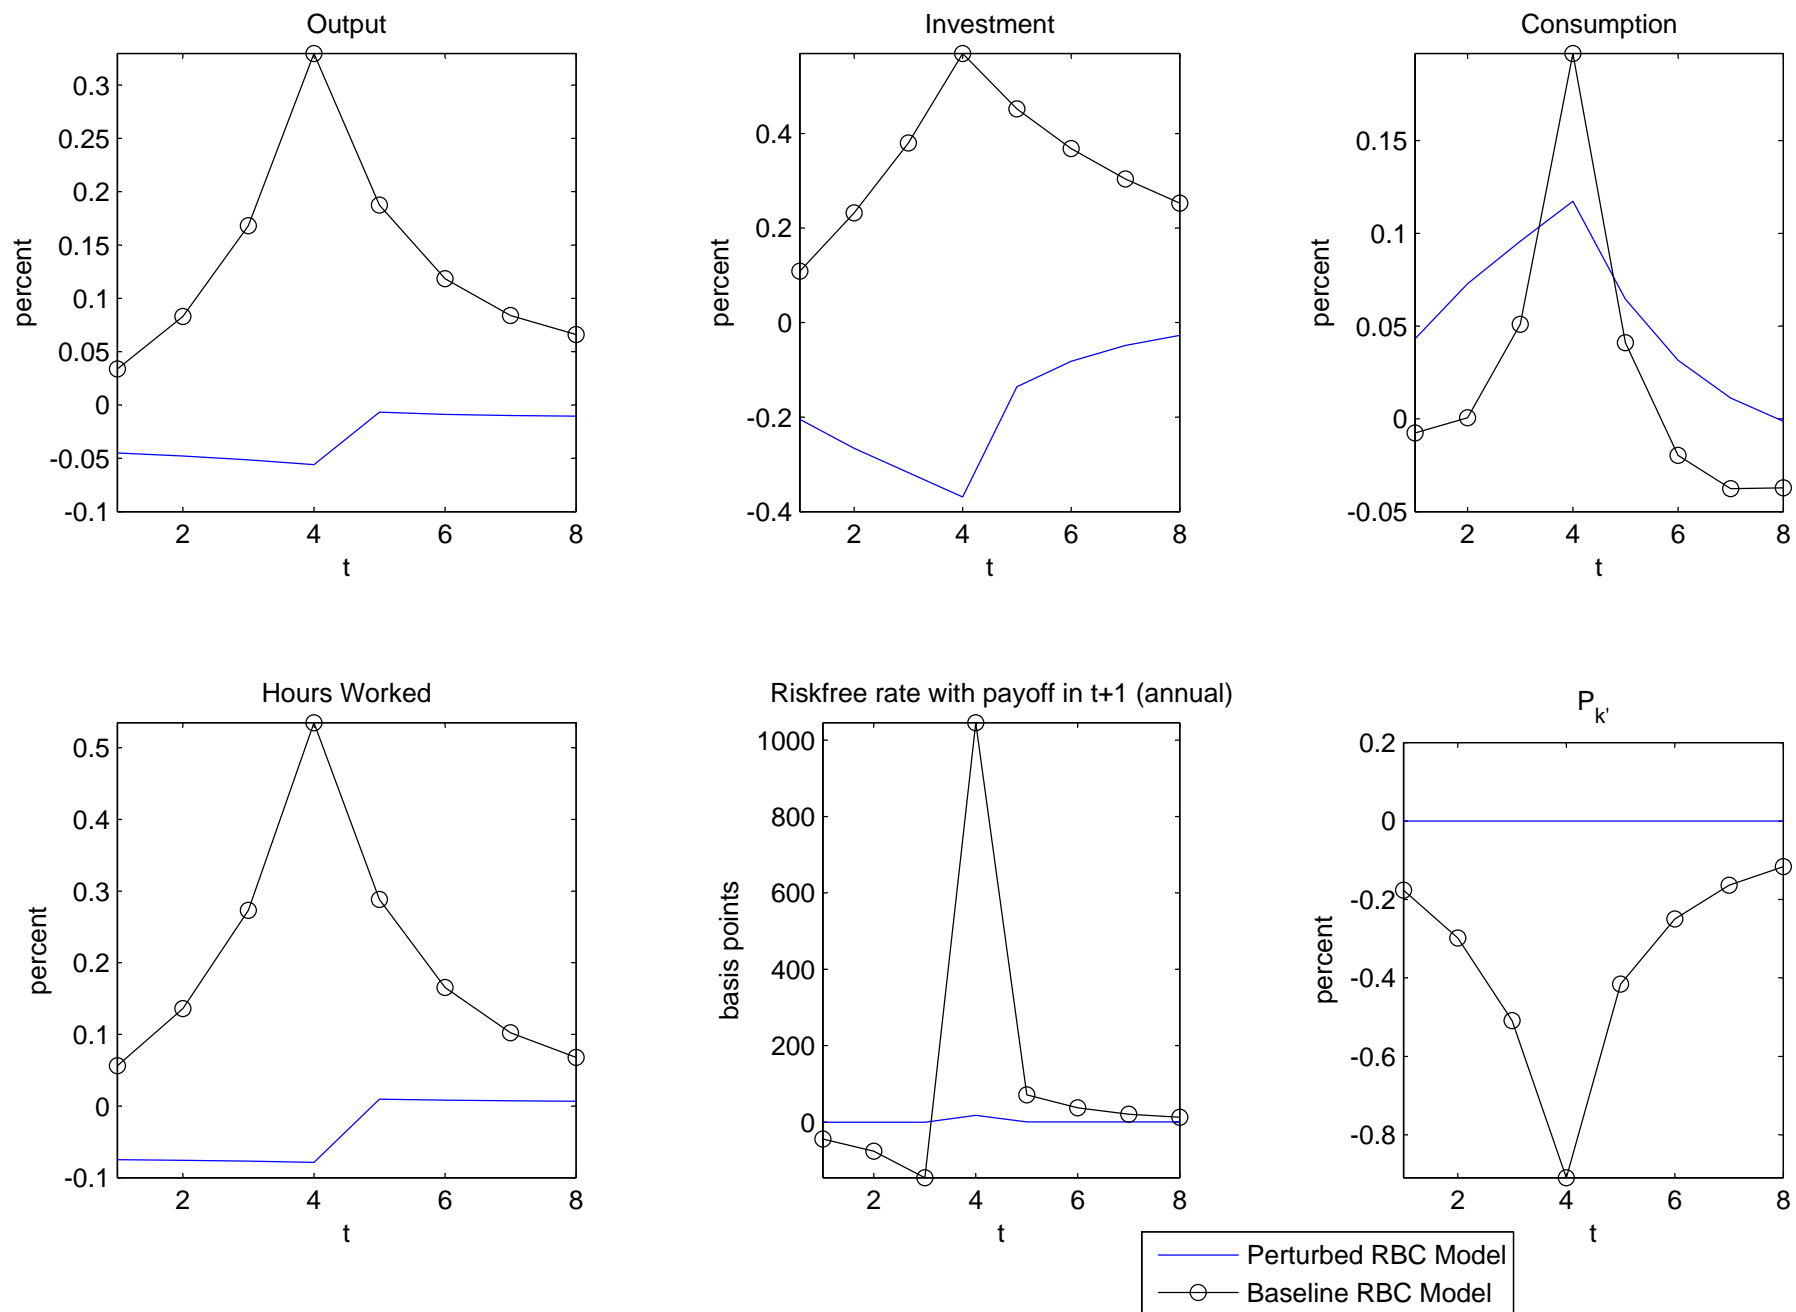 Output
0.3
0.25
0.2
0.15
0.1
0.05
0
-0.05
-0.1
percent
2 4 6 8
t
Investment
0.4
0.2
0
-0.2
-0.4
percent
2 4 6 8
t
Consumption
0.15
0.1
0.05
0
-0.05
percent
2 4 6 8
t
Hours Worked
0.5
0.4
0.3
0.2
0.1
0
-0.1
percent
2 4 6 8
t
Riskfree rate with payoff in t+1 (annual)
1000
800
600
400
200
0
basis points
2 4 6 8
t
P_k'
0.2
0
-0.2
-0.4
-0.6
-0.8
percent
2 4 6 8
t
Perturbed RBC Model
Baseline RBC Model